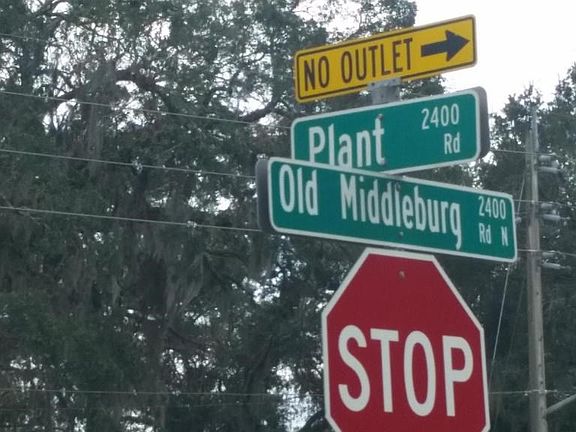 NO OUTLET
Plant 2400 Rd
Old Middleburg 2400 Rd N
STOP